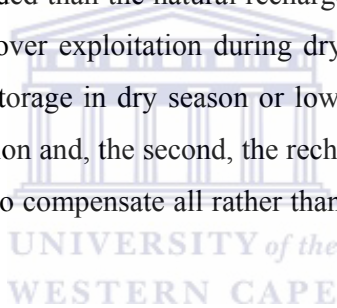 ded than the natural recharg
over exploitation during dry
torage in dry season or low
ion and, the second, the rech
o compensate all rather than
UNIVERSITY of the
WESTERN CAPE